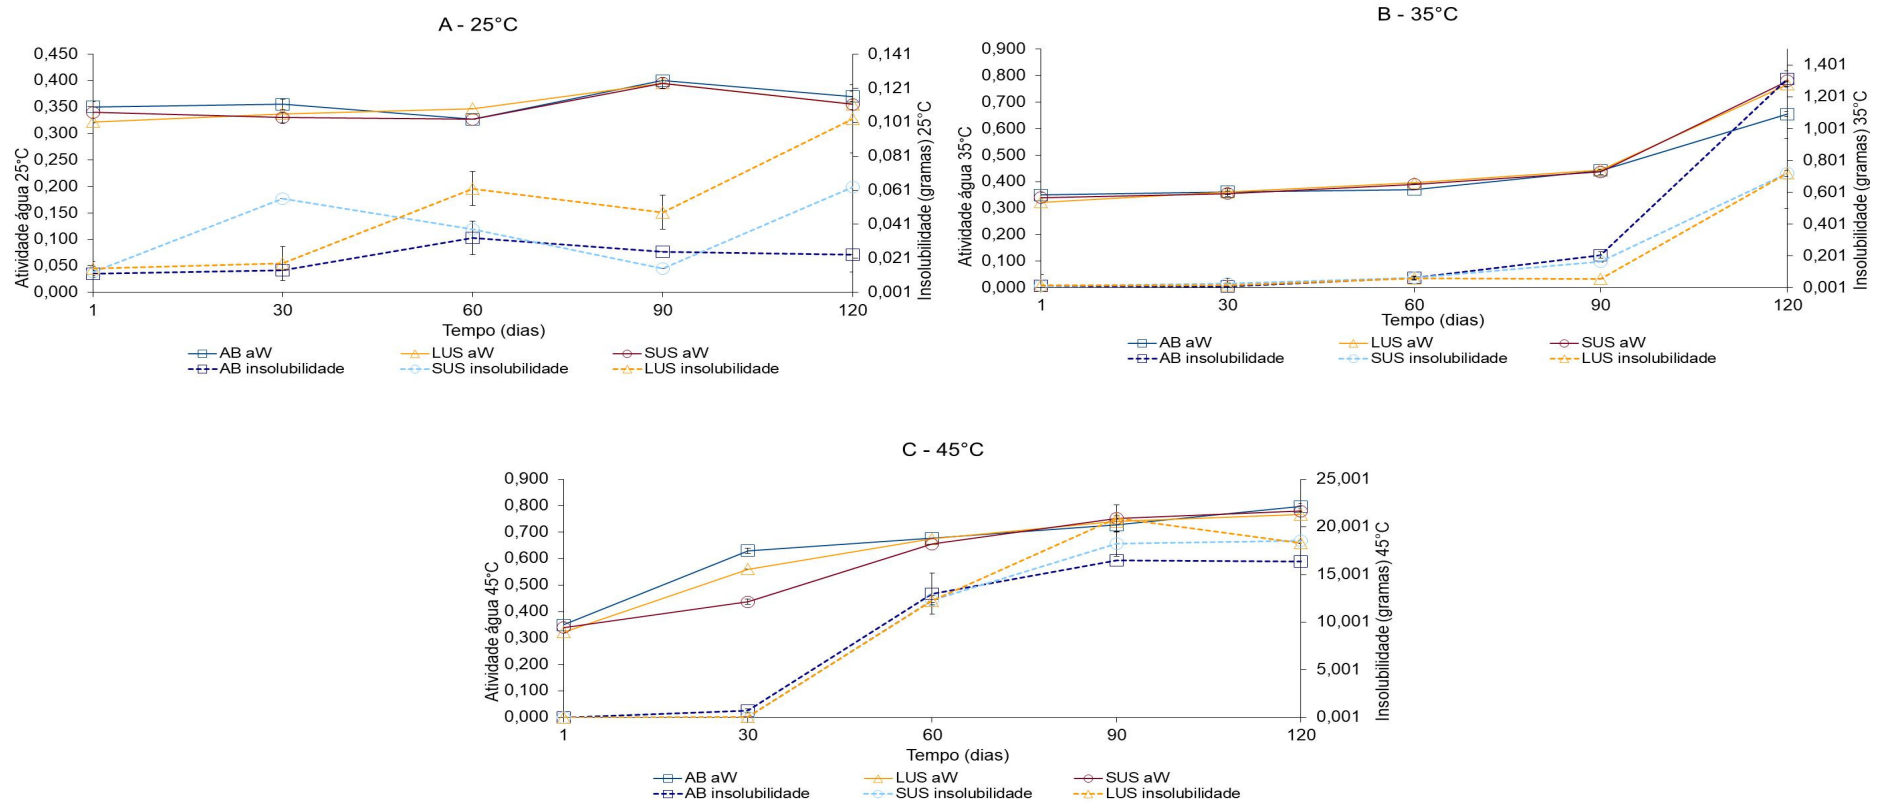 A - 25°C
0,450
0,400
0,350
0,300
0,250
0,200
0,150
0,100
0,050
0,000
Atividade água 25°C
0,141
0,121
0,101
0,081
0,061
0,041
0,021
0,001
Insolubilidade (gramas) 25°C
1 30 60 90 120
Tempo (dias)
AB aW LUS aW SUS aW
AB insolubilidade SUS insolubilidade LUS insolubilidade
B - 35°C
0,900
0,800
0,700
0,600
0,500
0,400
0,300
0,200
0,100
0,000
Atividade água 35°C
1,401
1,201
1,001
0,801
0,601
0,401
0,201
0,001
Insolubilidade (gramas) 35°C
1 30 60 90 120
Tempo (dias)
AB aW LUS aW SUS aW
AB insolubilidade SUS insolubilidade LUS insolubilidade
C - 45°C
0,900
0,800
0,700
0,600
0,500
0,400
0,300
0,200
0,100
0,000
Atividade água 45°C
25,001
20,001
15,001
10,001
5,001
0,001
Insolubilidade (gramas) 45°C
1 30 60 90 120
Tempo (dias)
AB aW LUS aW SUS aW
AB insolubilidade SUS insolubilidade LUS insolubilidade